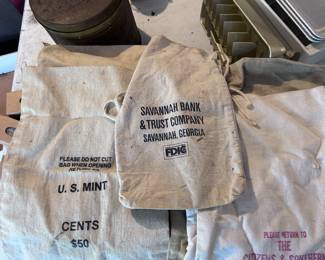 PLEASE DO NOT CUT
BAG WHEN OPENING
U. S. MINT
CENTS
$50
SAVANNAH BANK
& TRUST COMPANY
SAVANNAH, GEORGIA
FDIC
PLEASE RETURN TO
THE
CITIZENS & SOUTHERN